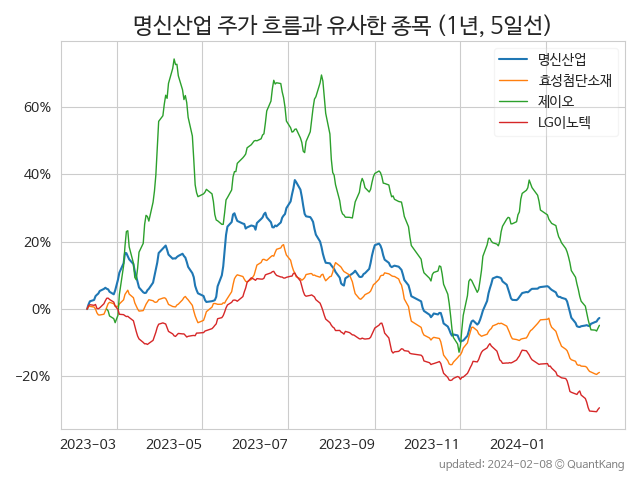 명신산업 주가 흐름과 유사한 종목 (1년, 5일선)
명신산업
효성첨단소재
제이오
LG이노텍
60%
40%
20%
0%
−20%
2023-03 2023-05 2023-07 2023-09 2023-11 2024-01
updated: 2024-02-08 © QuantKang